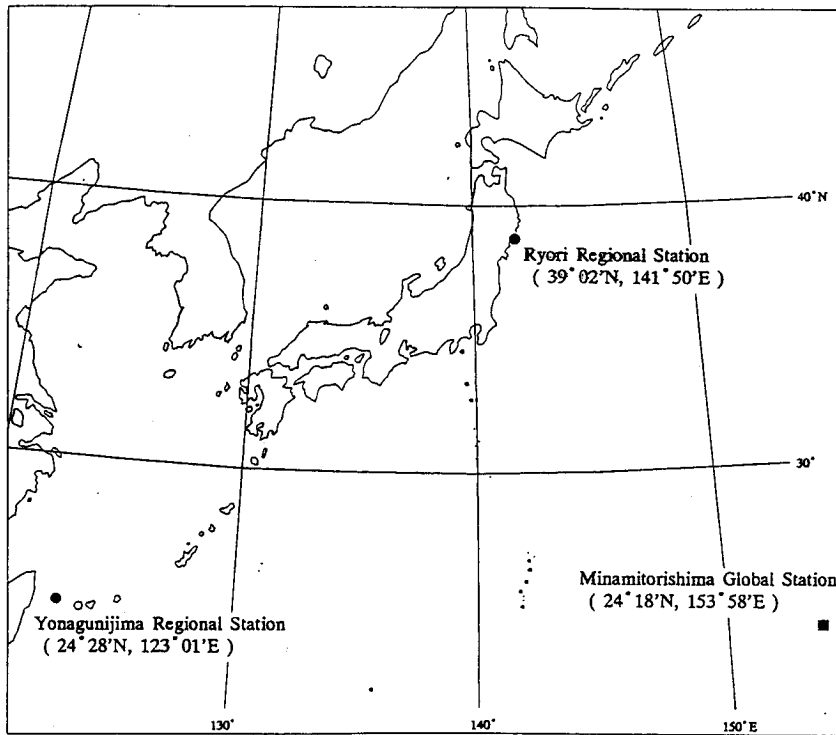 40°N
Ryori Regional Station
( 39°02'N, 141°50'E )
30°
Minamitorishima Global Station
( 24°18'N, 153°58'E )
Yonagunijima Regional Station
( 24°28'N, 123°01'E )
130°
140°
150°E